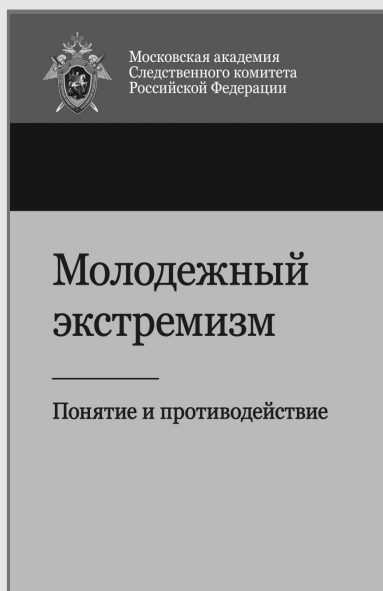 Московская академия
Следственного комитета
Российской Федерации
Молодежный
экстремизм
Понятие и противодействие